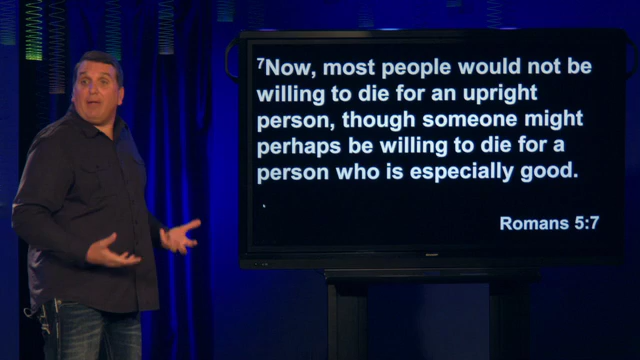 ⁷Now, most people would not be
willing to die for an upright
person, though someone might
perhaps be willing to die for a
person who is especially good.
Romans 5:7
SHARP